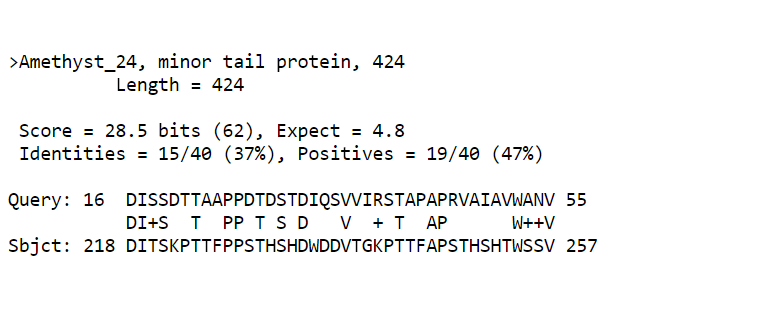 >Amethyst_24, minor tail protein, 424
          Length = 424
 Score = 28.5 bits (62), Expect = 4.8
 Identities = 15/40 (37%), Positives = 19/40 (47%)
Query: 16  DISSDTTAAPPDTDSTDIQSVVIRSTAPAPRVAIAVWANV 55
           DI+S  T  PP T S D   V  + T  AP      W++V
Sbjct: 218 DITSKPTTFPPSTHSHDWDDVTGKPTTFAPSTHSHTWSSV 257